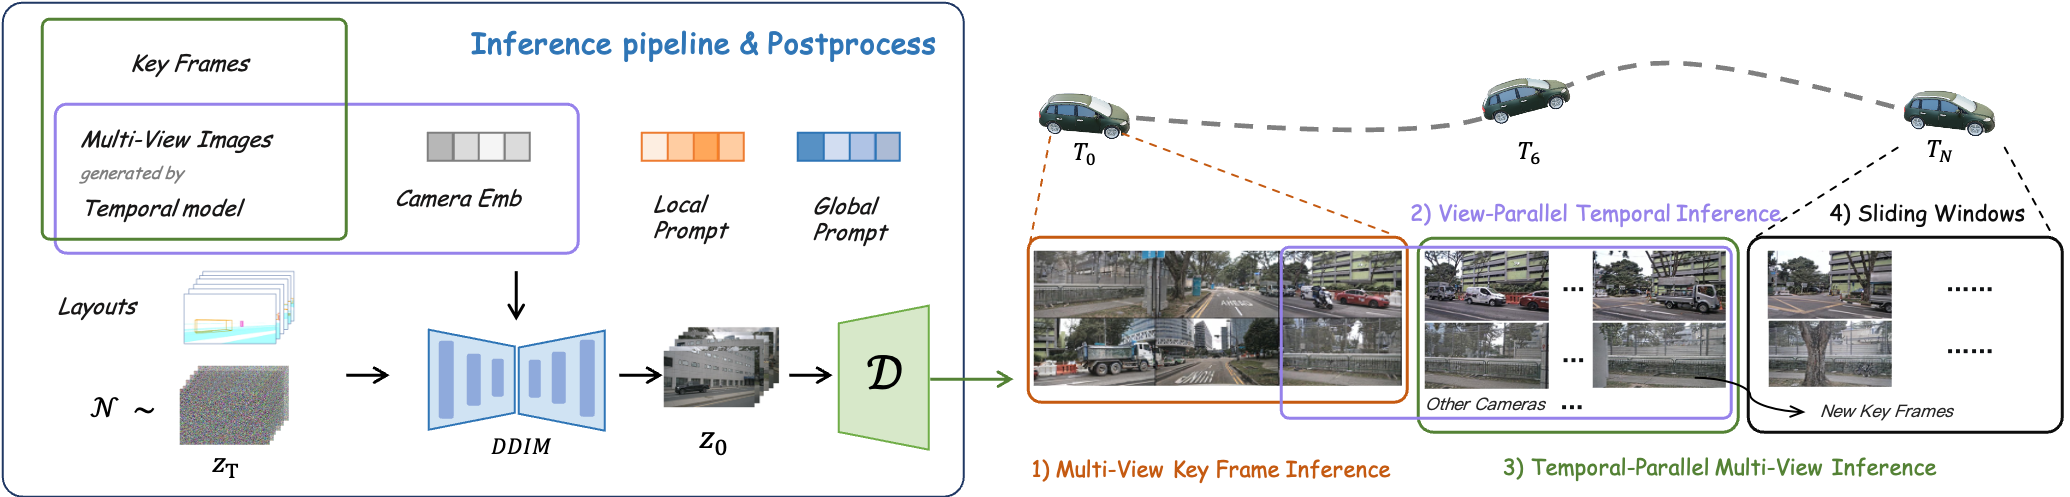 Inference pipeline & Postprocess
Key Frames
Multi-View Images
generated by
Temporal model
Camera Emb
Local
Prompt
Global
Prompt
Layouts
𝒩 ~
z_T
DDIM
z_0
𝒟
T_0
T_6
T_N
2) View-Parallel Temporal Inference
4) Sliding Windows
AHEAD
...
......
...
......
Other Cameras ...
New Key Frames
1) Multi-View Key Frame Inference
3) Temporal-Parallel Multi-View Inference